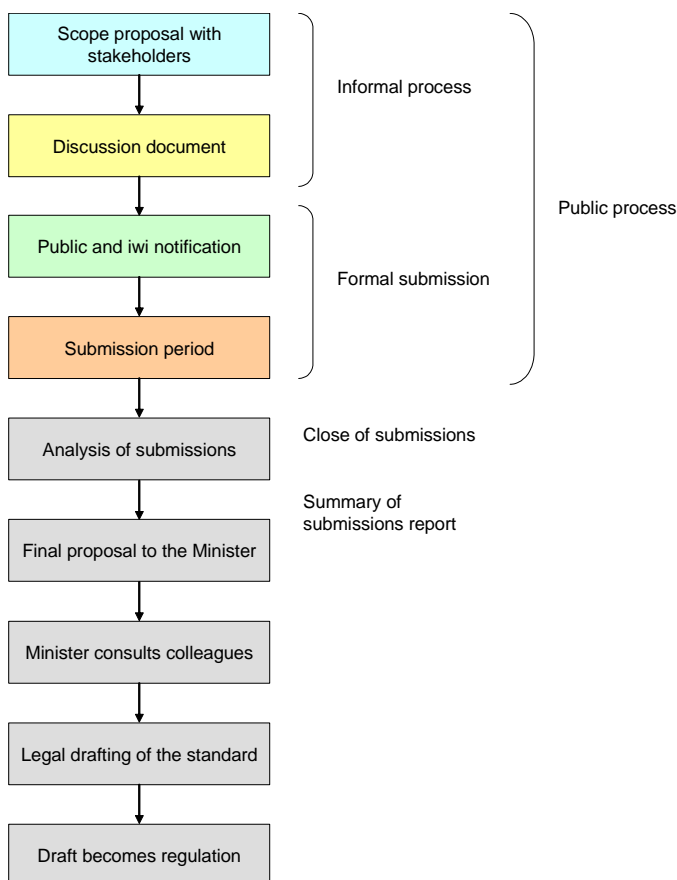 Scope proposal with
stakeholders
Informal process
Discussion document
Public process
Public and iwi notification
Formal submission
Submission period
Close of submissions
Analysis of submissions
Summary of
submissions report
Final proposal to the Minister
Minister consults colleagues
Legal drafting of the standard
Draft becomes regulation